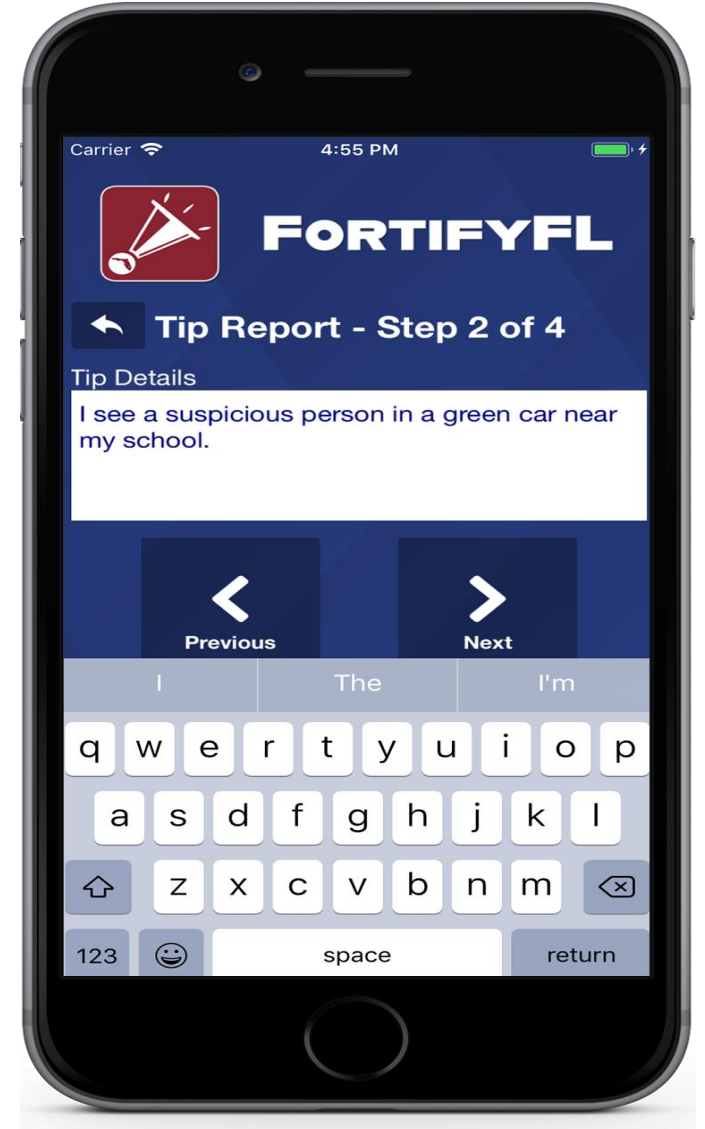 Carrier 4:55 PM
FORTIFYFL
Tip Report - Step 2 of 4
Tip Details
I see a suspicious person in a green car near
my school.
Previous Next
I The I'm
q w e r t y u i o p
a s d f g h j k l
z x c v b n m
123 space return